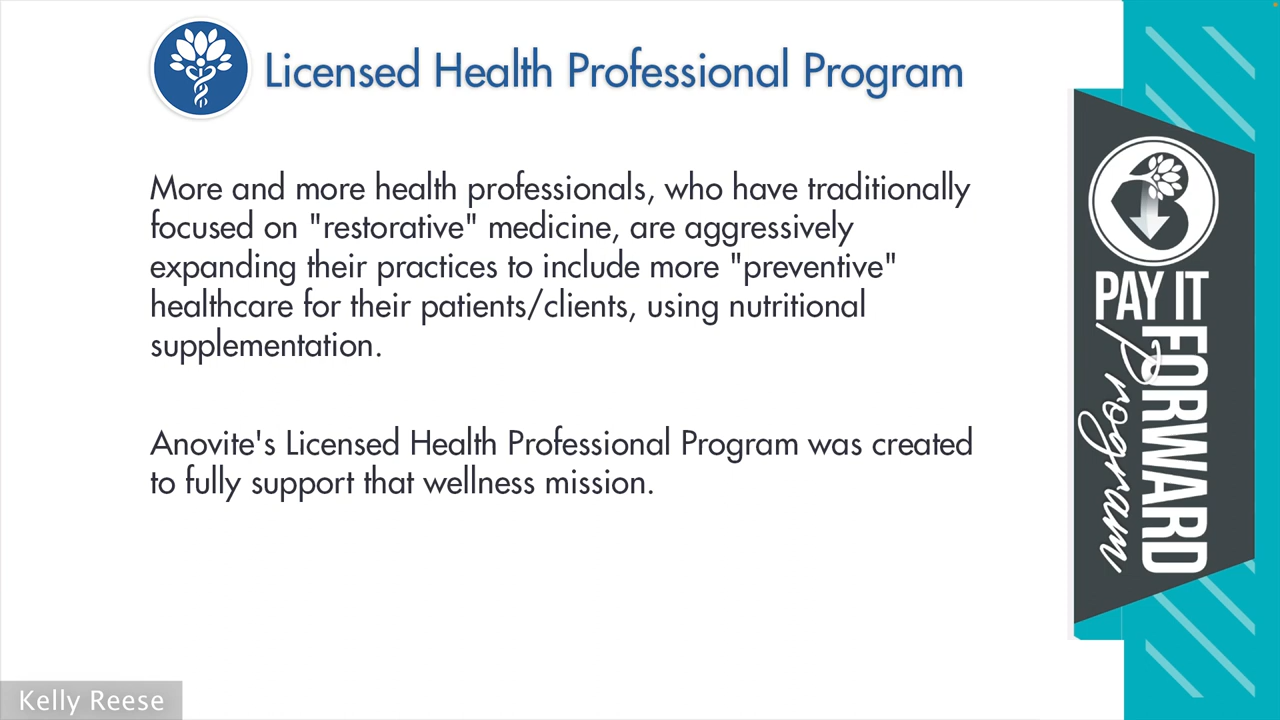 Licensed Health Professional Program
More and more health professionals, who have traditionally
focused on "restorative" medicine, are aggressively
expanding their practices to include more "preventive"
healthcare for their patients/clients, using nutritional
supplementation.
Anovite's Licensed Health Professional Program was created
to fully support that wellness mission.
PAY IT
FORWARD
Program
Kelly Reese